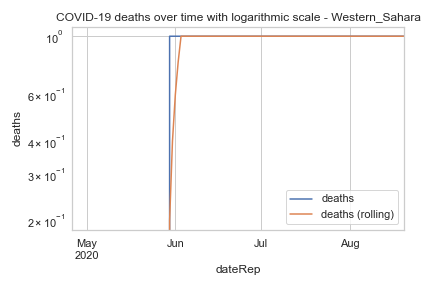 COVID-19 deaths over time with logarithmic scale - Western_Sahara
10⁰
6 × 10⁻¹
4 × 10⁻¹
3 × 10⁻¹
2 × 10⁻¹
deaths
deaths
deaths (rolling)
May
2020
Jun
Jul
Aug
dateRep